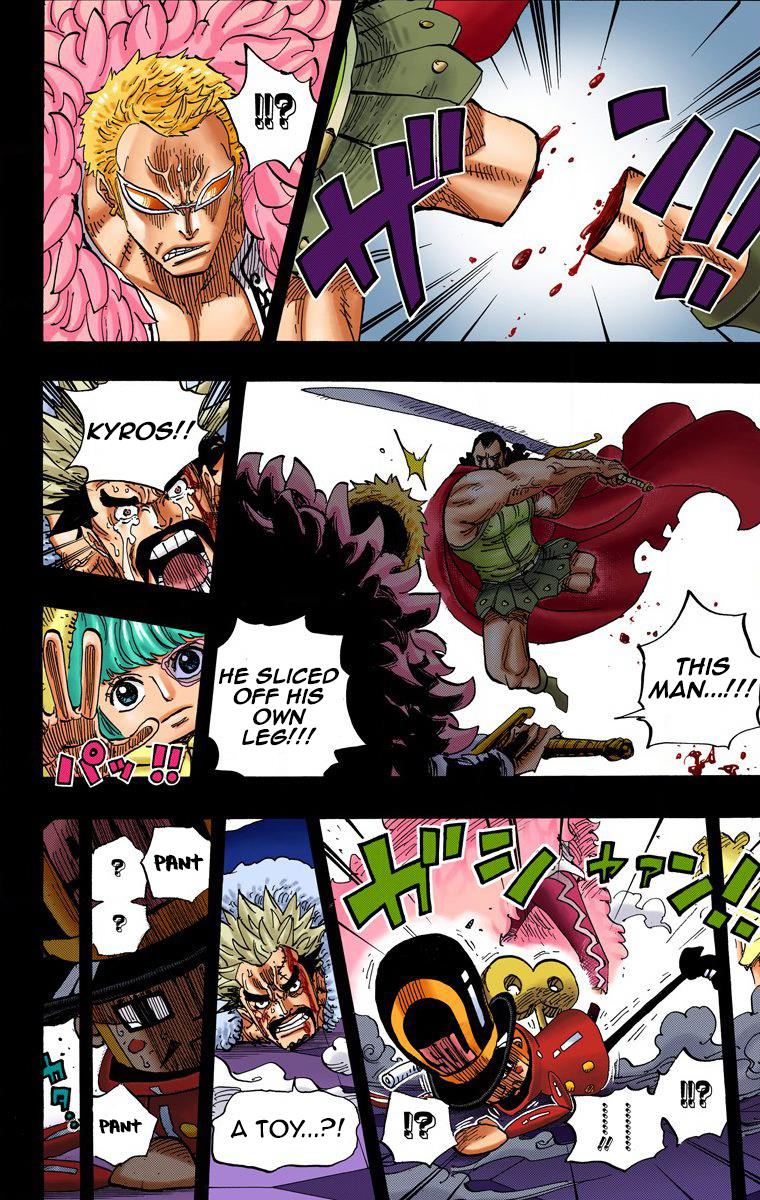 ザ!!!
!!?
THIS
MAN...!!!
HE SLICED
OFF HIS
OWN
LEG!!!
KYROS!!
パッ!!
ガシャアァン!!
!!?
!?
A TOY...?!
PANT
?
?
PANT